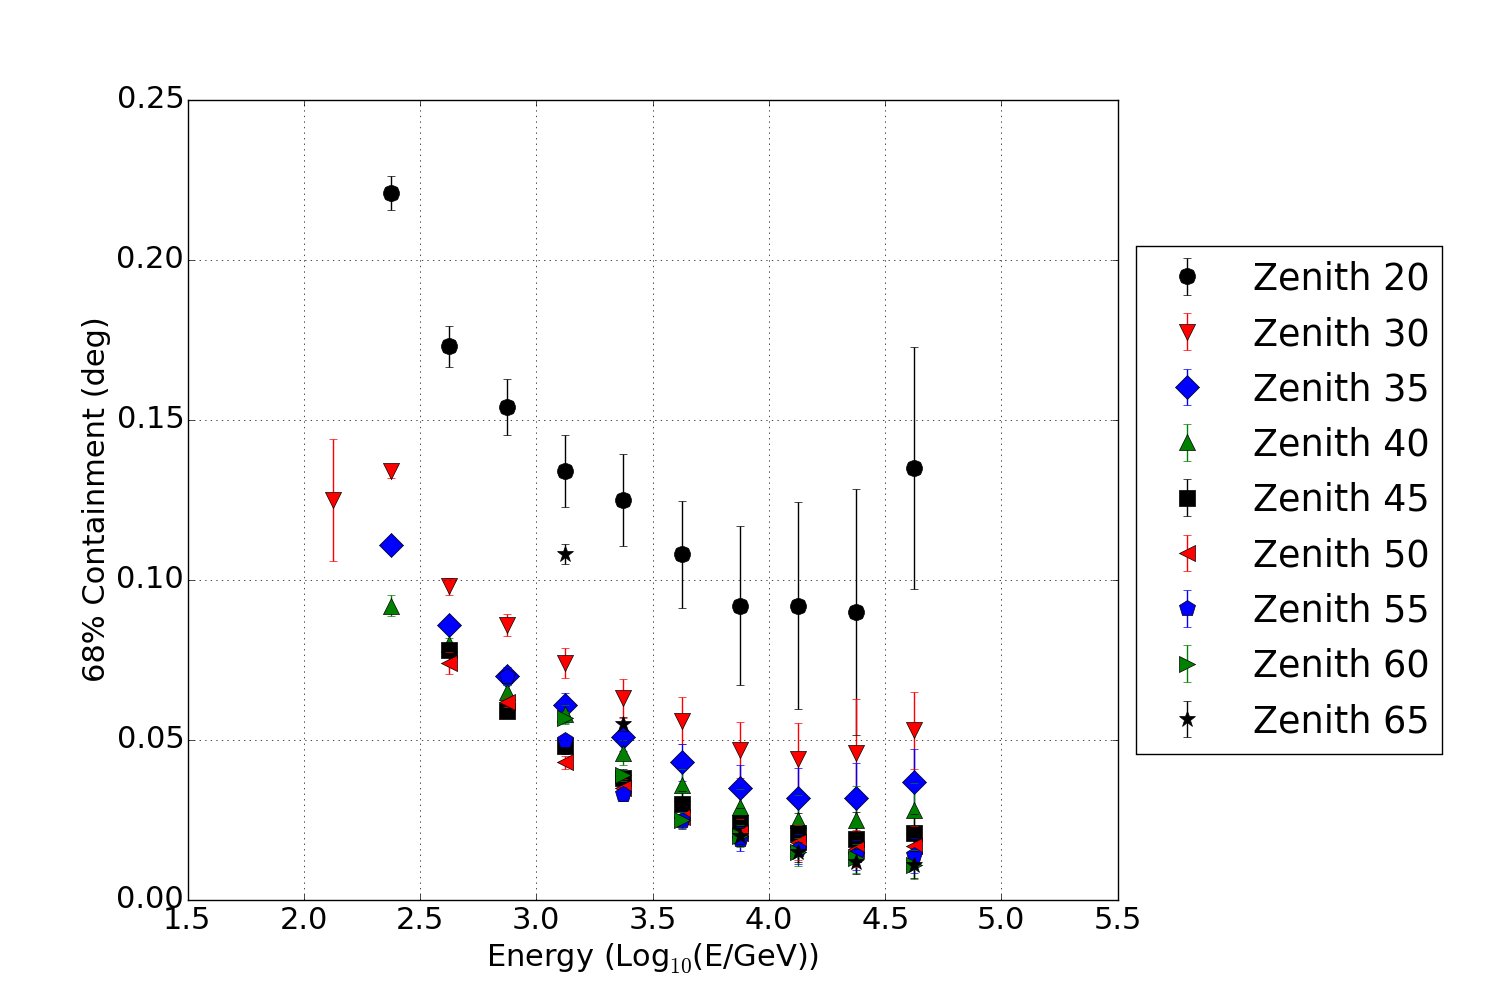 0.25
0.20
0.15
0.10
0.05
0.00
68% Containment (deg)
1.5 2.0 2.5 3.0 3.5 4.0 4.5 5.0 5.5
Energy (Log₁₀(E/GeV))
Zenith 20
Zenith 30
Zenith 35
Zenith 40
Zenith 45
Zenith 50
Zenith 55
Zenith 60
Zenith 65